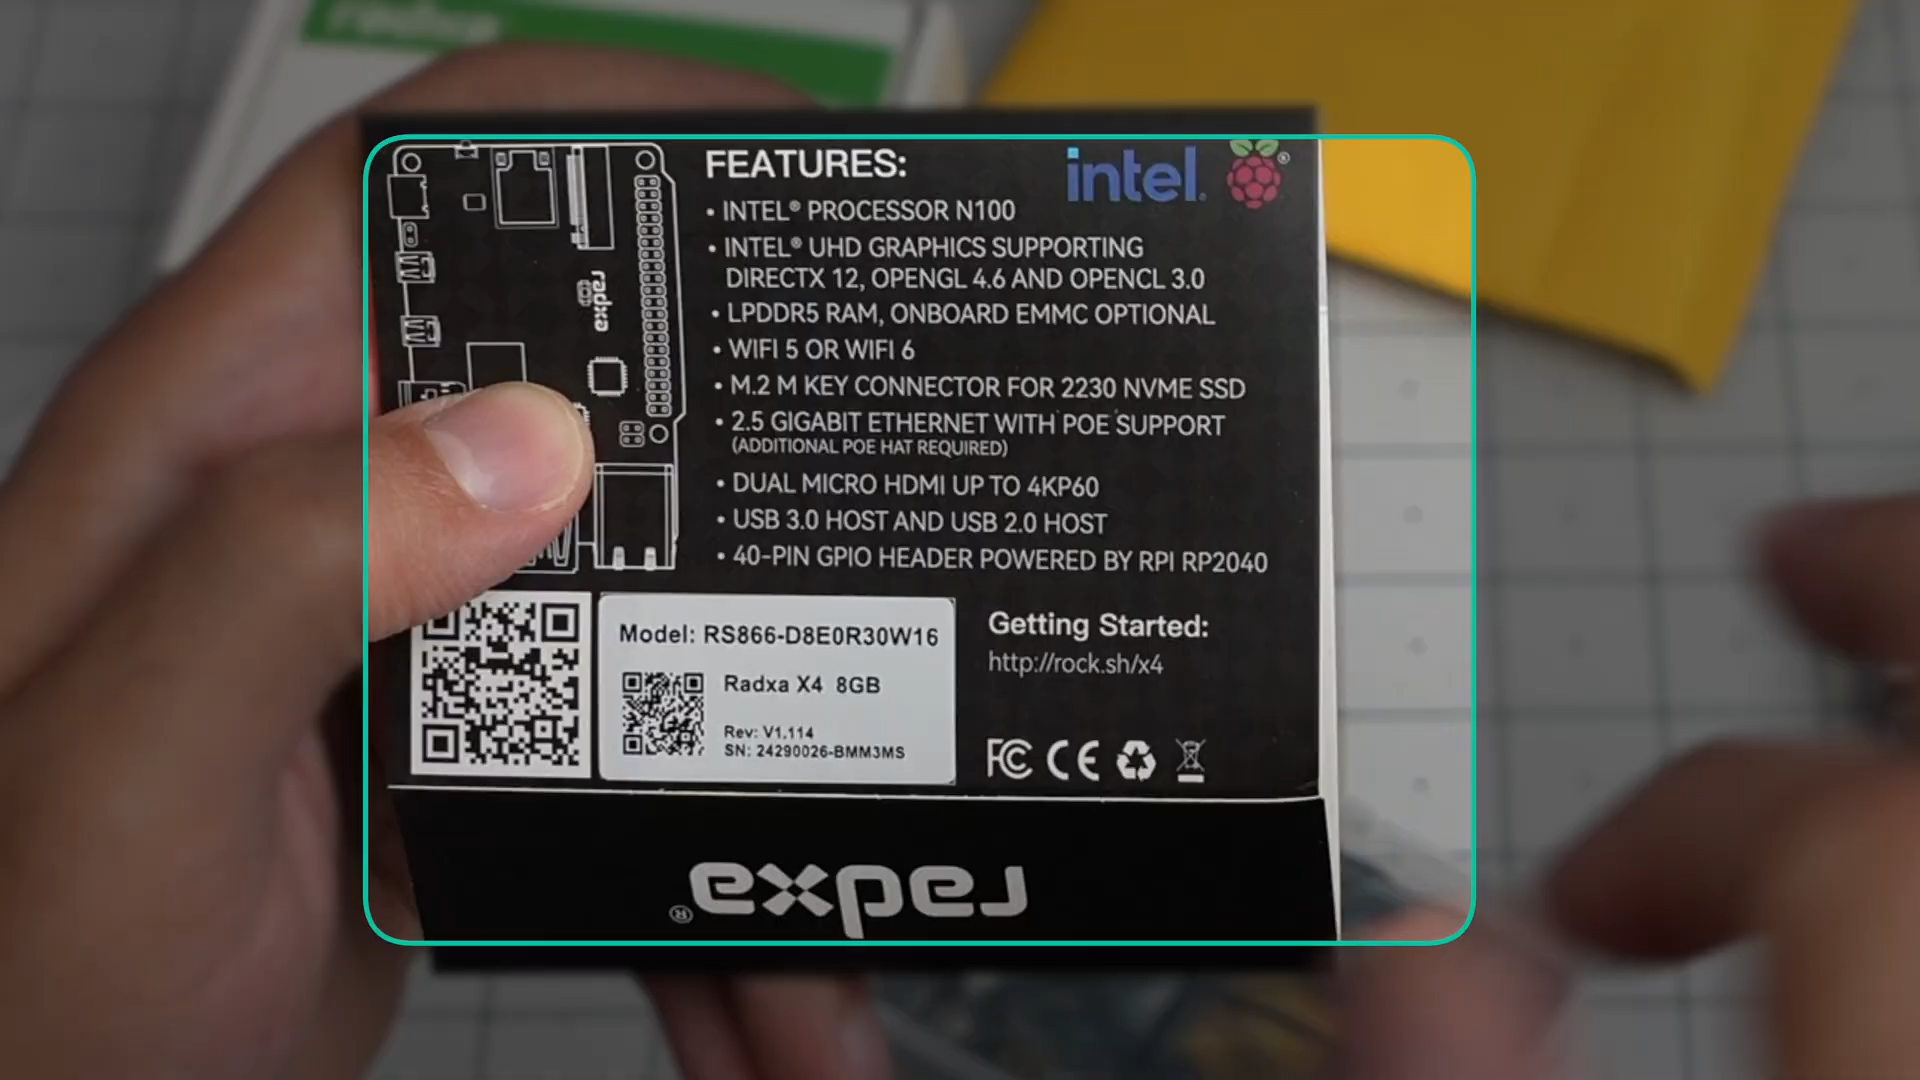 radxa
FEATURES:
intel
®
• INTEL® PROCESSOR N100
• INTEL® UHD GRAPHICS SUPPORTING
DIRECTX 12, OPENGL 4.6 AND OPENCL 3.0
• LPDDR5 RAM, ONBOARD EMMC OPTIONAL
• WIFI 5 OR WIFI 6
• M.2 M KEY CONNECTOR FOR 2230 NVME SSD
• 2.5 GIGABIT ETHERNET WITH POE SUPPORT
(ADDITIONAL POE HAT REQUIRED)
• DUAL MICRO HDMI UP TO 4KP60
• USB 3.0 HOST AND USB 2.0 HOST
• 40-PIN GPIO HEADER POWERED BY RPI RP2040
radxa
Model: RS866-D8E0R30W16
Radxa X4 8GB
Rev: V1.114
SN: 24290026-BMM3MS
Getting Started:
http://rock.sh/x4
FC CE
radxa®